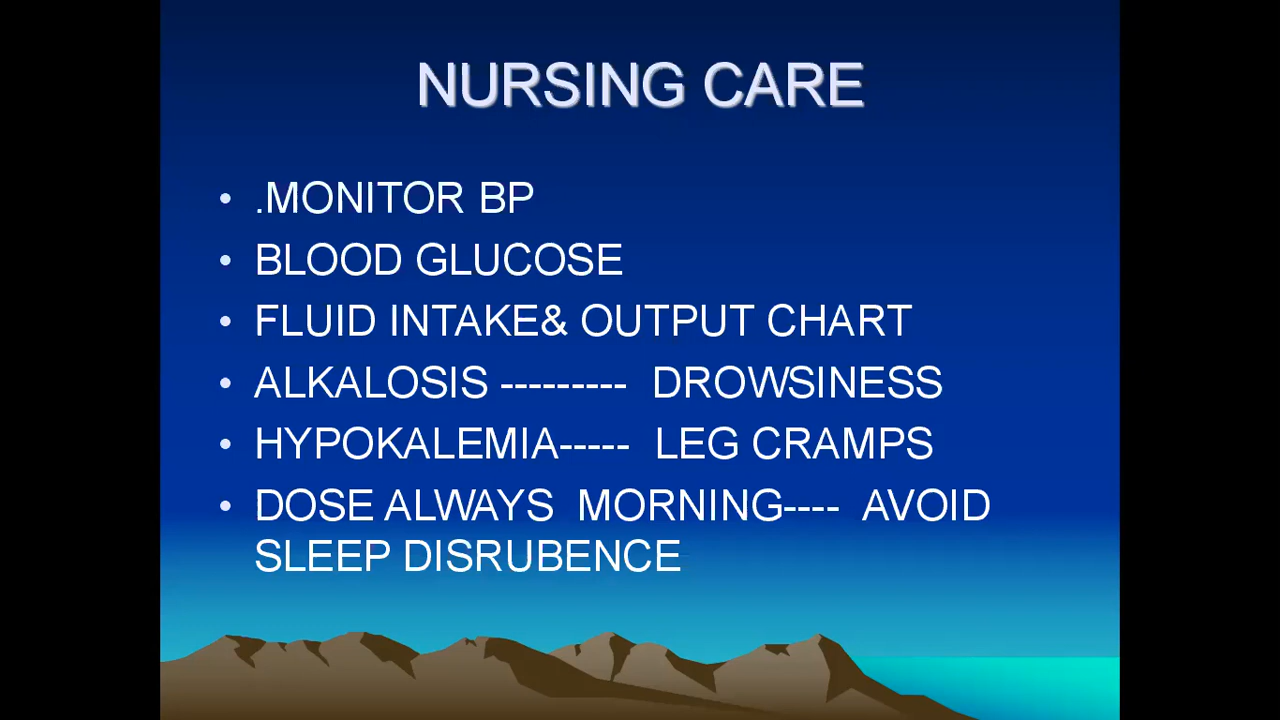 NURSING CARE
• .MONITOR BP
• BLOOD GLUCOSE
• FLUID INTAKE& OUTPUT CHART
• ALKALOSIS --------- DROWSINESS
• HYPOKALEMIA----- LEG CRAMPS
• DOSE ALWAYS MORNING---- AVOID
SLEEP DISRUBENCE